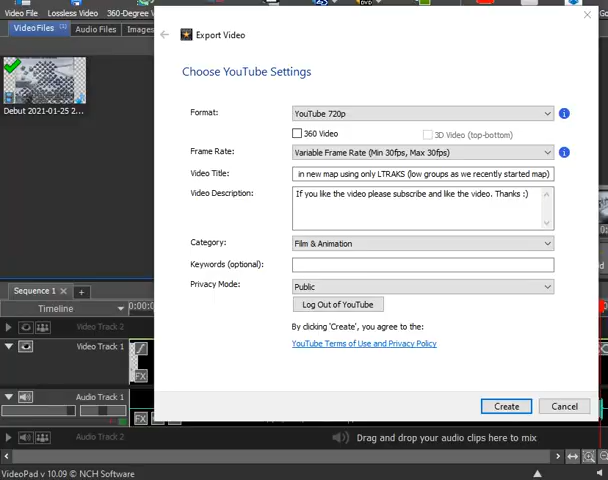 Video File Lossless Video 360-Degree
Export Video
Video Files Audio Files Images
Choose YouTube Settings
Debut 2021-01-25 2...
Format: YouTube 720p
360 Video 3D Video (top-bottom)
Frame Rate: Variable Frame Rate (Min 30fps, Max 30fps)
Video Title: in new map using only LTRAKS (low groups as we recently started map)
Video Description: If you like the video please subscribe and like the video. Thanks :)
Category: Film & Animation
Keywords (optional):
Privacy Mode: Public
Log Out of YouTube
By clicking 'Create', you agree to the:
YouTube Terms of Use and Privacy Policy
Create Cancel
Sequence 1
Timeline
Video Track 2
Video Track 1
FX
Audio Track 1
FX
Audio Track 2 Drag and drop your audio clips here to mix
VideoPad v 10.09 © NCH Software